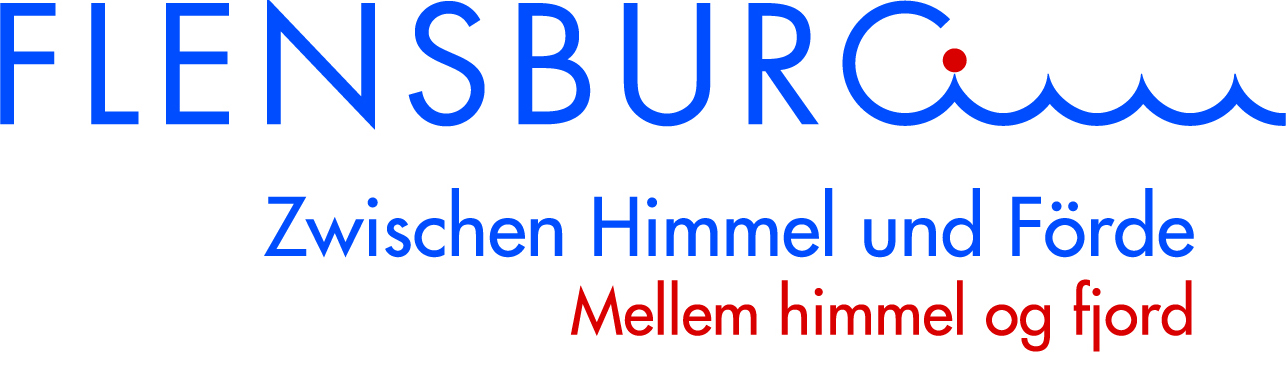 FLENSBURG
Zwischen Himmel und Förde
Mellem himmel og fjord